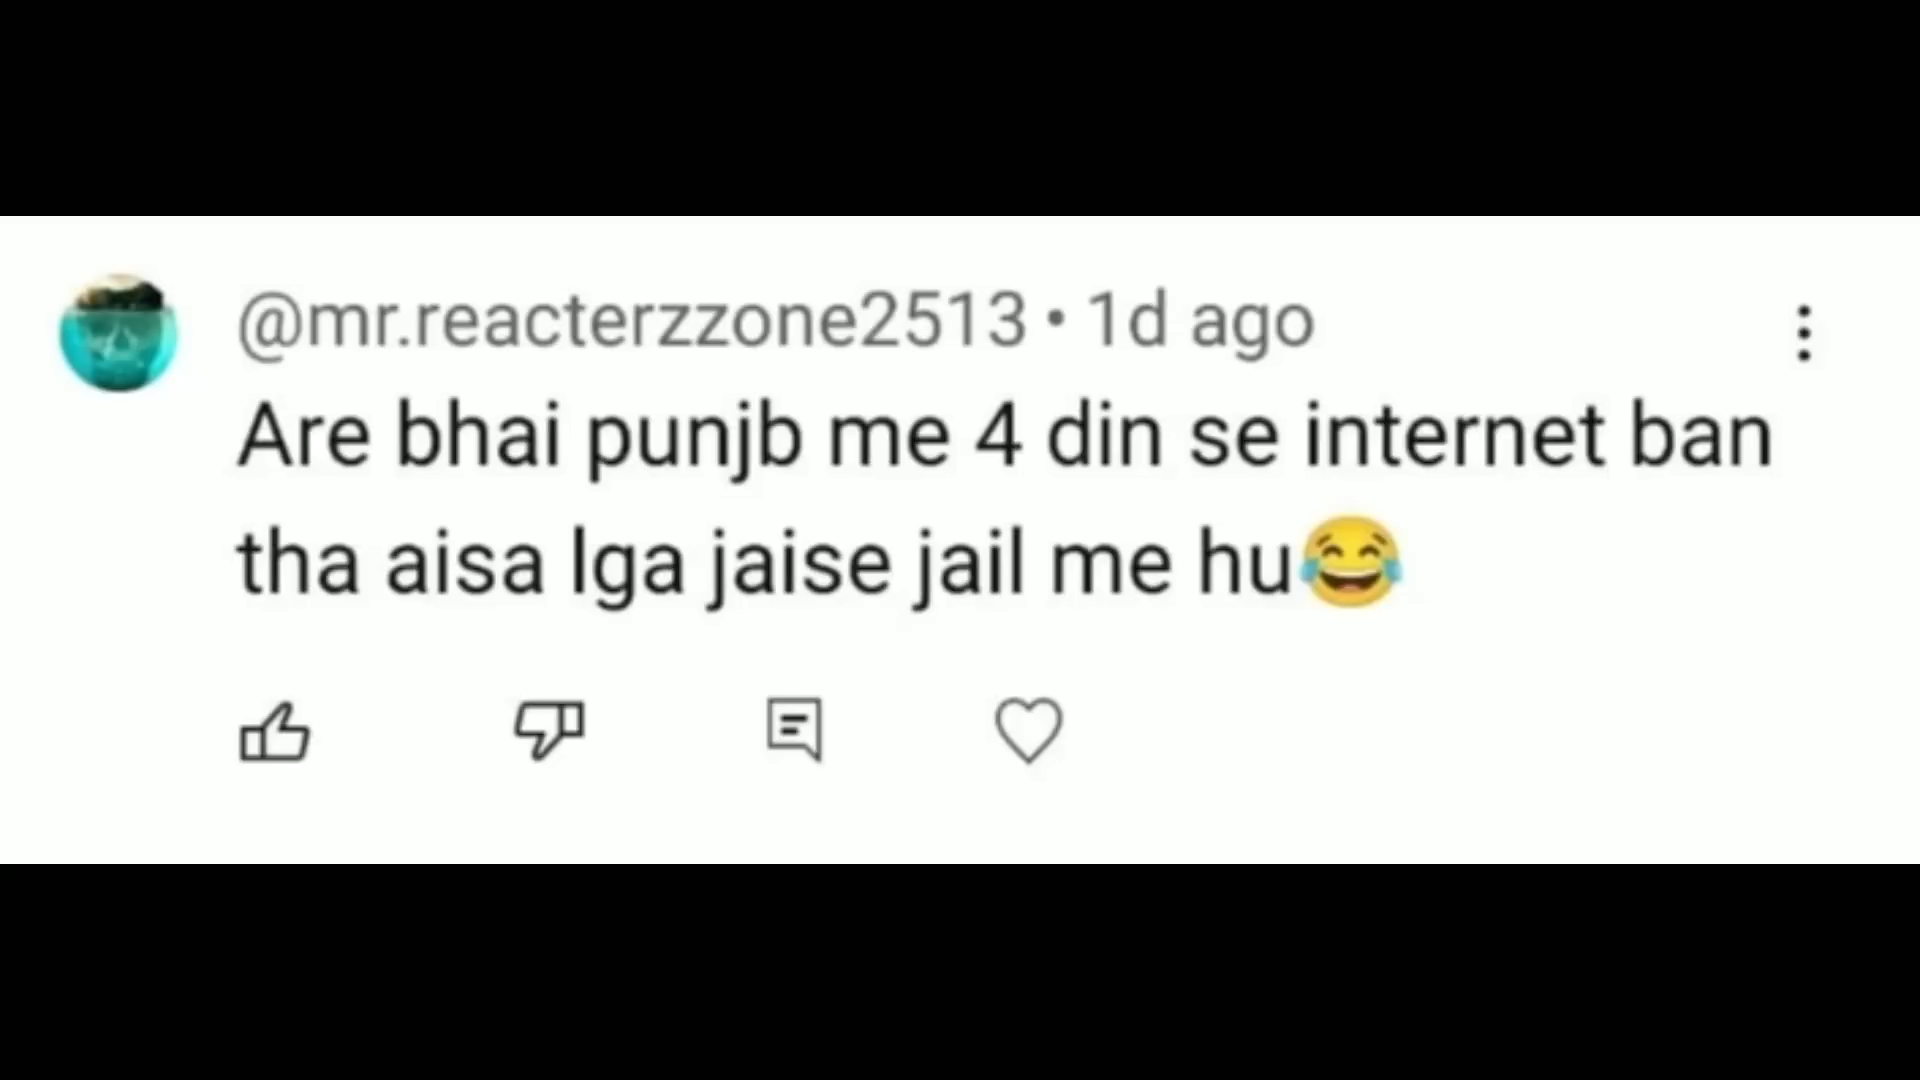 @mr.reacterzzone2513 • 1d ago
Are bhai punjb me 4 din se internet ban
tha aisa lga jaise jail me hu😂